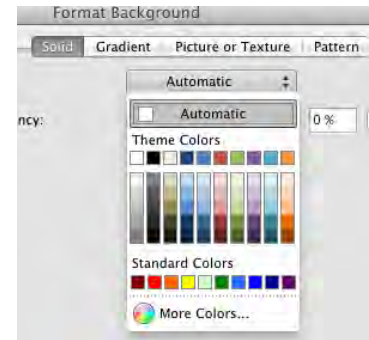 Format Background
Solid Gradient Picture or Texture Pattern
Automatic
Automatic
ncy: 0 %
Theme Colors
Standard Colors
More Colors...